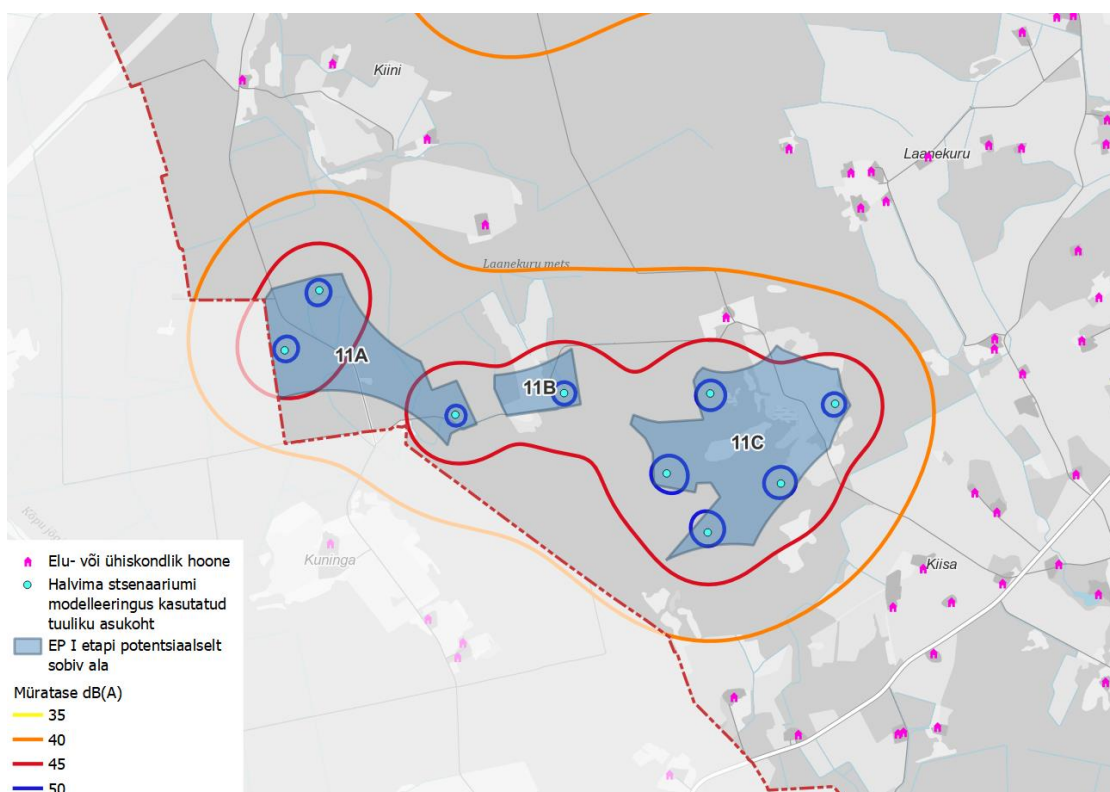 Kiini
Laanekuru
Laanekuru mets
11A
11B
11C
Kuninga
Kiisa
Elu- või ühiskondlik hoone
Halvima stsenaariumi
modelleeringus kasutatud
tuuliku asukoht
EP I etapi potentsiaalselt
sobiv ala
Müratase dB(A)
35
40
45
50